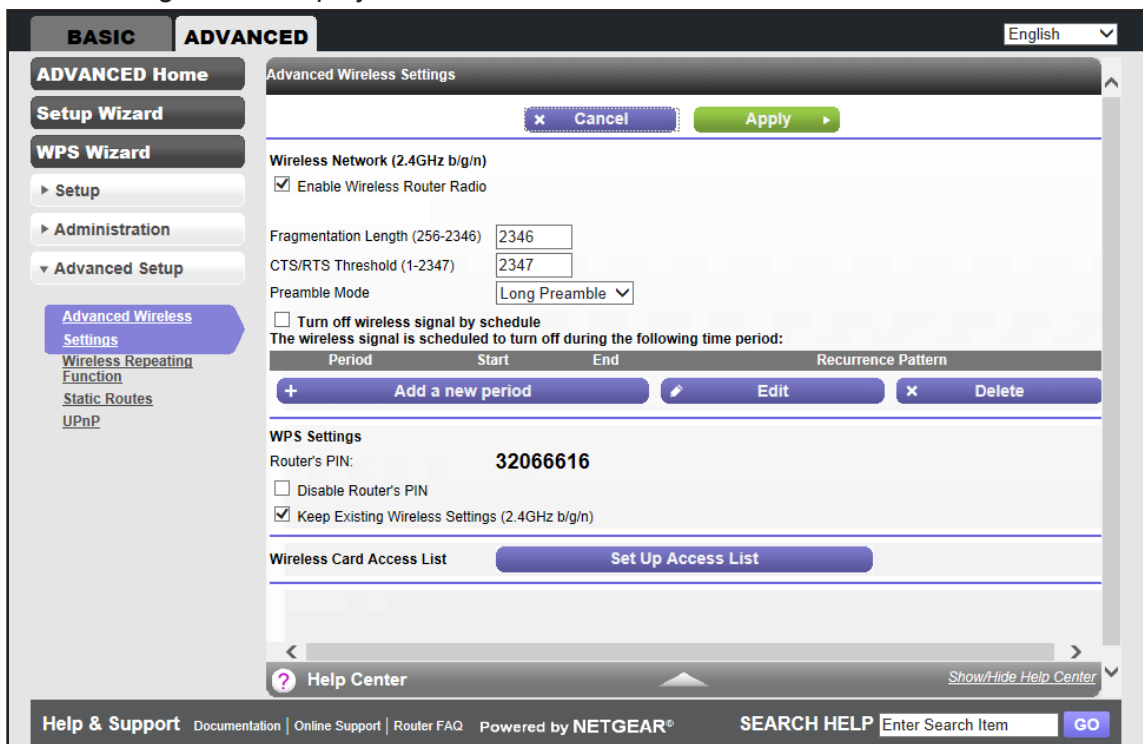 BASIC ADVANCED English
ADVANCED Home
Setup Wizard
WPS Wizard
Setup
Administration
Advanced Setup
Advanced Wireless
Settings
Wireless Repeating
Function
Static Routes
UPnP
Advanced Wireless Settings
Cancel Apply
Wireless Network (2.4GHz b/g/n)
Enable Wireless Router Radio
Fragmentation Length (256-2346) 2346
CTS/RTS Threshold (1-2347) 2347
Preamble Mode Long Preamble
Turn off wireless signal by schedule
The wireless signal is scheduled to turn off during the following time period:
Period Start End Recurrence Pattern
Add a new period Edit Delete
WPS Settings
Router's PIN: 32066616
Disable Router's PIN
Keep Existing Wireless Settings (2.4GHz b/g/n)
Wireless Card Access List Set Up Access List
Help Center Show/Hide Help Center
Help & Support Documentation | Online Support | Router FAQ Powered by NETGEAR® SEARCH HELP Enter Search Item GO